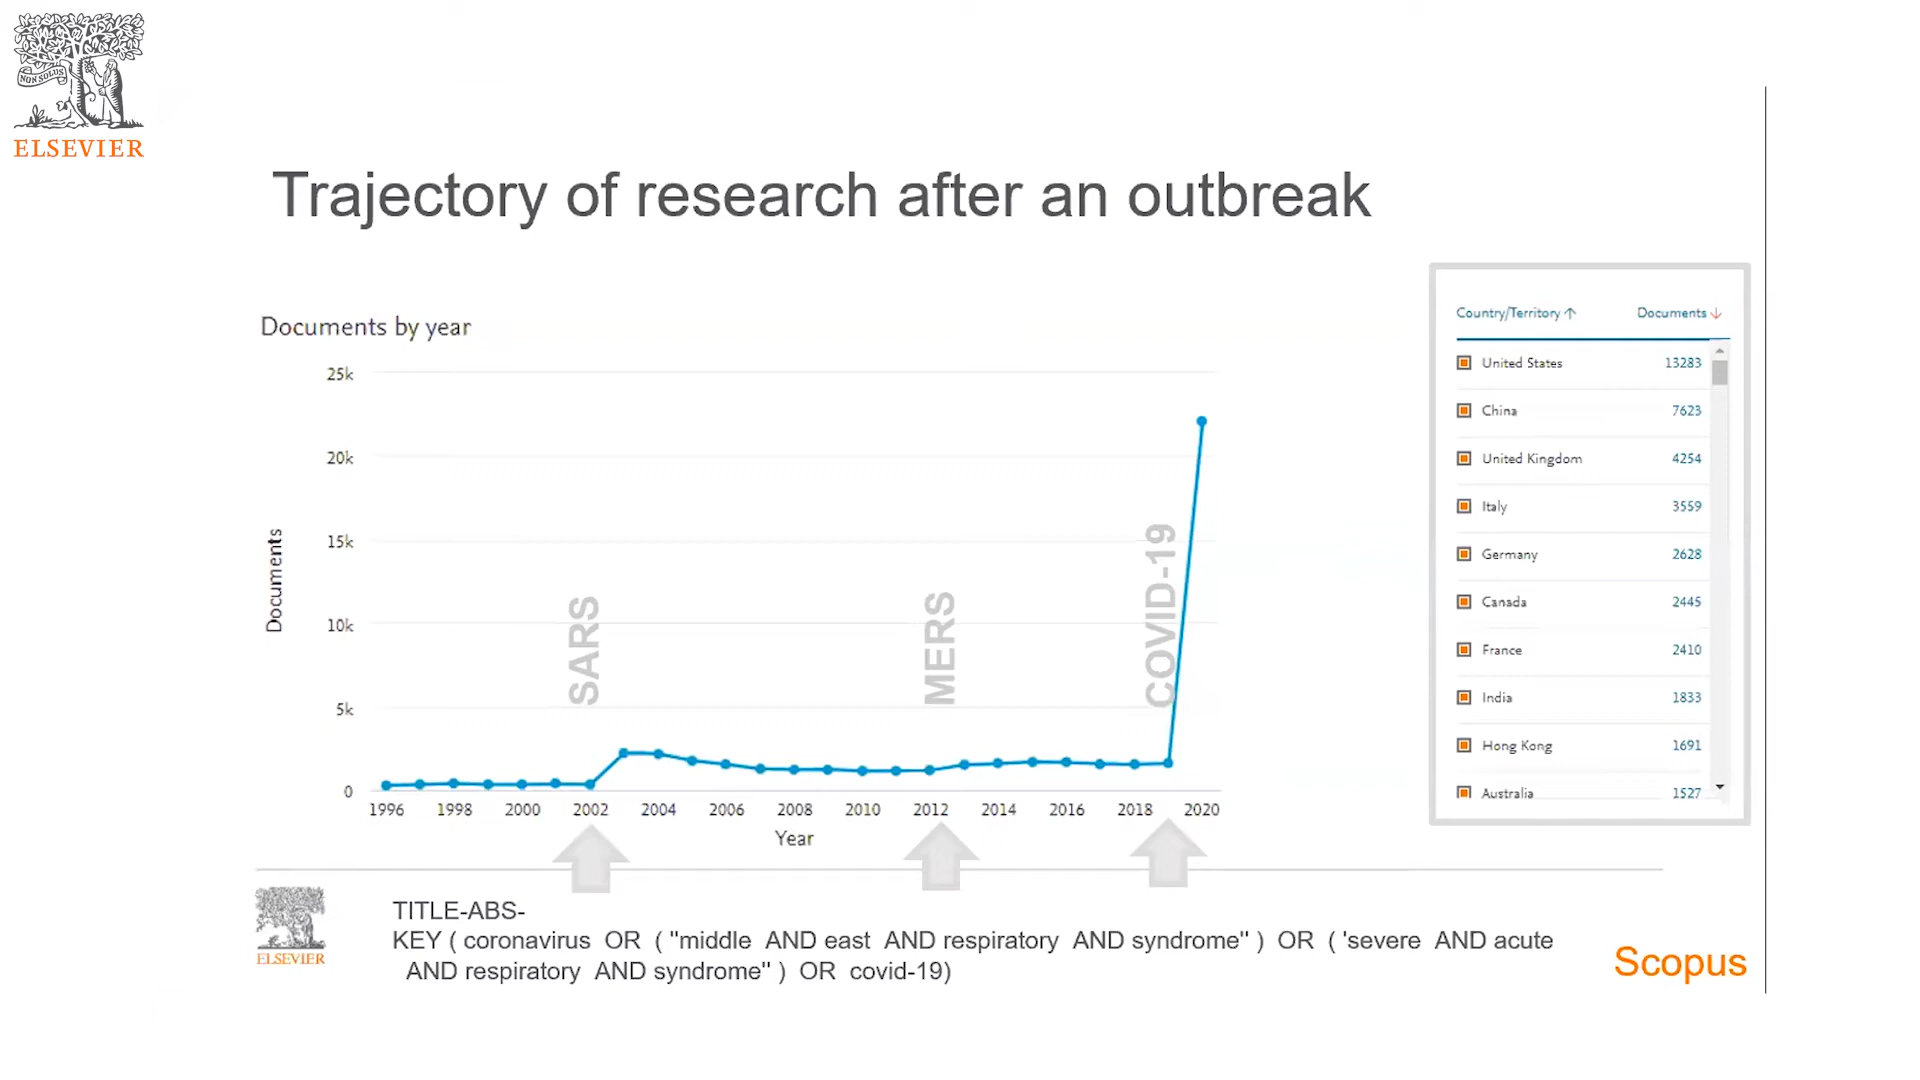 NON SOLUS
ELSEVIER
Trajectory of research after an outbreak
Documents by year
25k
20k
15k
10k
5k
0
Documents
SARS
MERS
COVID-19
1996 1998 2000 2002 2004 2006 2008 2010 2012 2014 2016 2018 2020
Year
Country/Territory Documents
United States 13283
China 7623
United Kingdom 4254
Italy 3559
Germany 2628
Canada 2445
France 2410
India 1833
Hong Kong 1691
Australia 1527
ELSEVIER
TITLE-ABS-
KEY ( coronavirus OR ( "middle AND east AND respiratory AND syndrome" ) OR ( 'severe AND acute
AND respiratory AND syndrome" ) OR covid-19)
Scopus